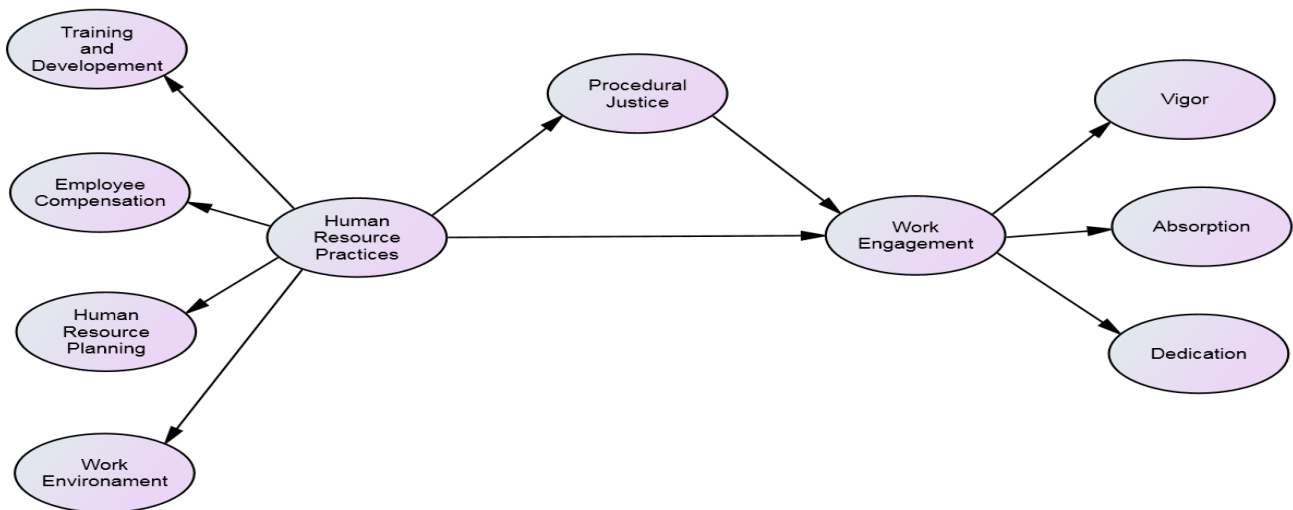 Training
and
Developement
Employee
Compensation
Human
Resource
Planning
Work
Environament
Human
Resource
Practices
Procedural
Justice
Work
Engagement
Vigor
Absorption
Dedication